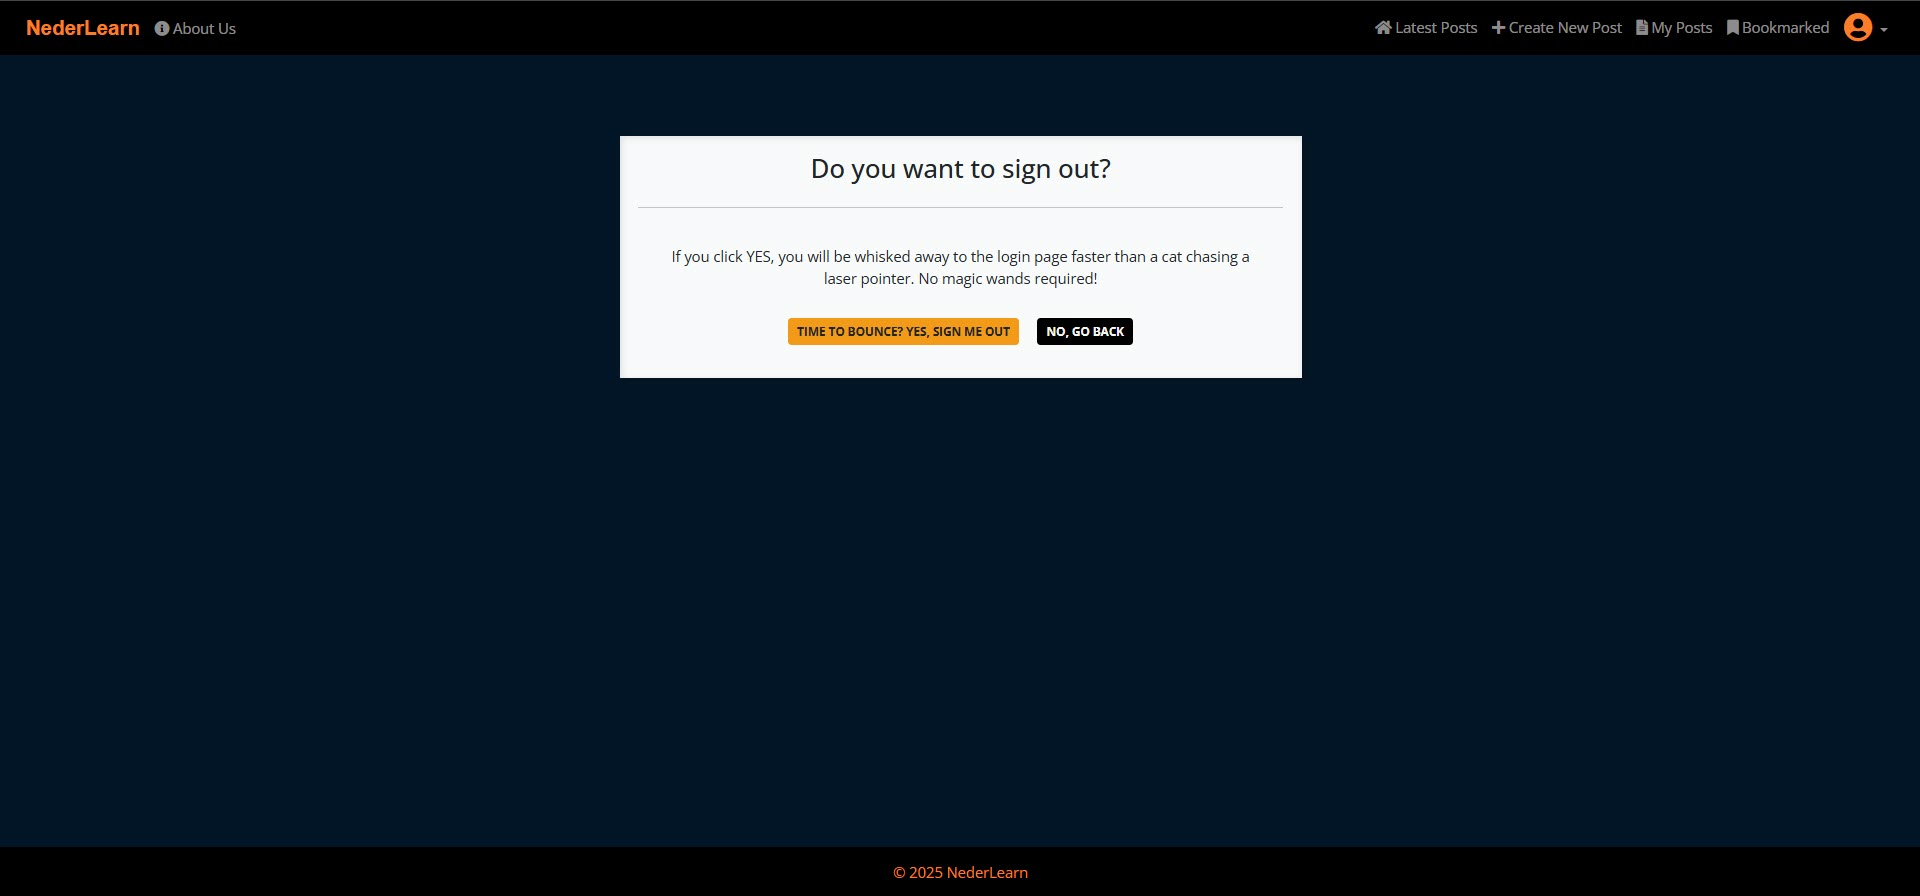 NederLearn About Us Latest Posts Create New Post My Posts Bookmarked
Do you want to sign out?
If you click YES, you will be whisked away to the login page faster than a cat chasing a
laser pointer. No magic wands required!
TIME TO BOUNCE? YES, SIGN ME OUT NO, GO BACK
© 2025 NederLearn